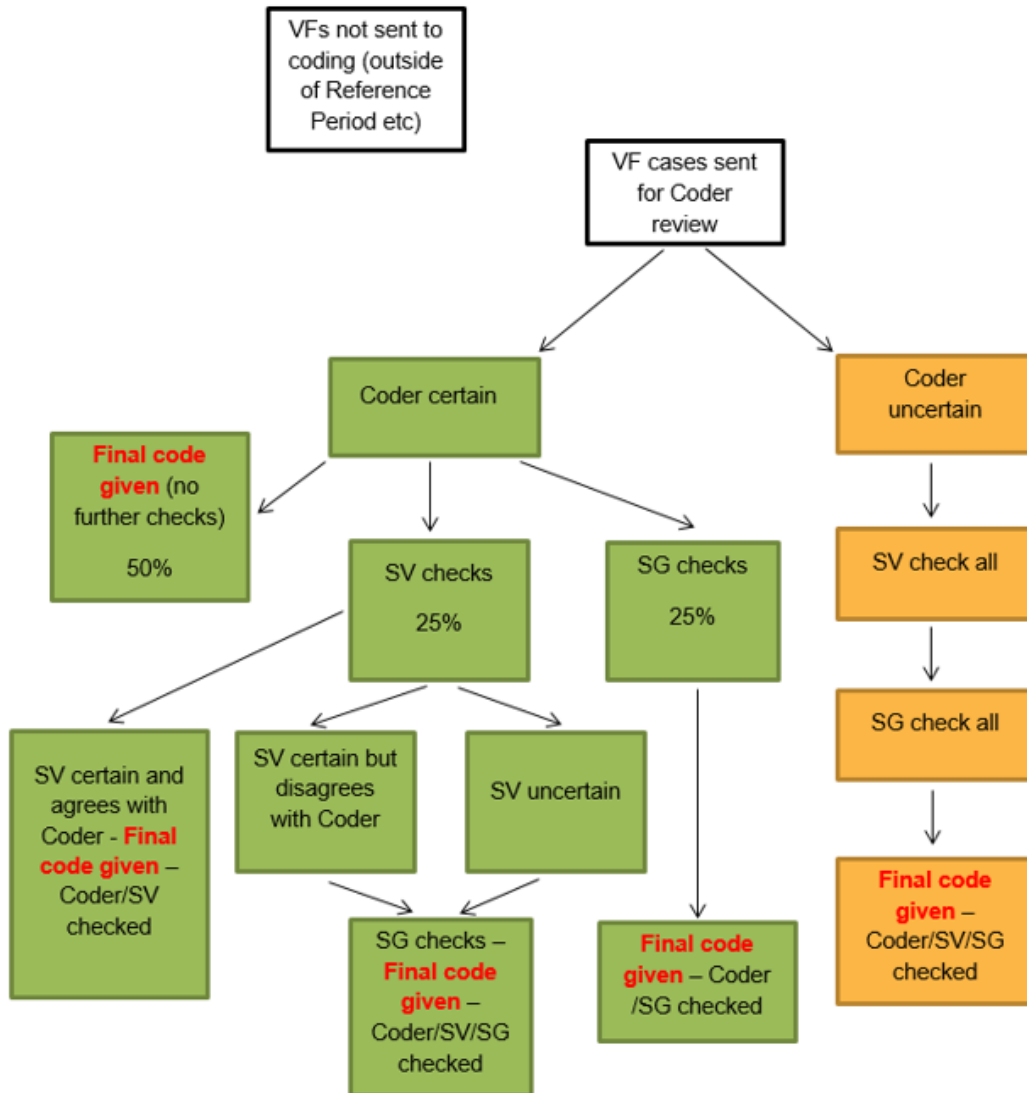 VFs not sent to
coding (outside
of Reference
Period etc)
VF cases sent
for Coder
review
Coder certain
Coder
uncertain
Final code
given (no
further checks)
50%
SV checks
25%
SG checks
25%
SV check all
SG check all
SV certain and
agrees with
Coder - Final
code given –
Coder/SV
checked
SV certain but
disagrees
with Coder
SV uncertain
SG checks –
Final code
given –
Coder/SV/SG
checked
Final code
given – Coder
/SG checked
Final code
given –
Coder/SV/SG
checked